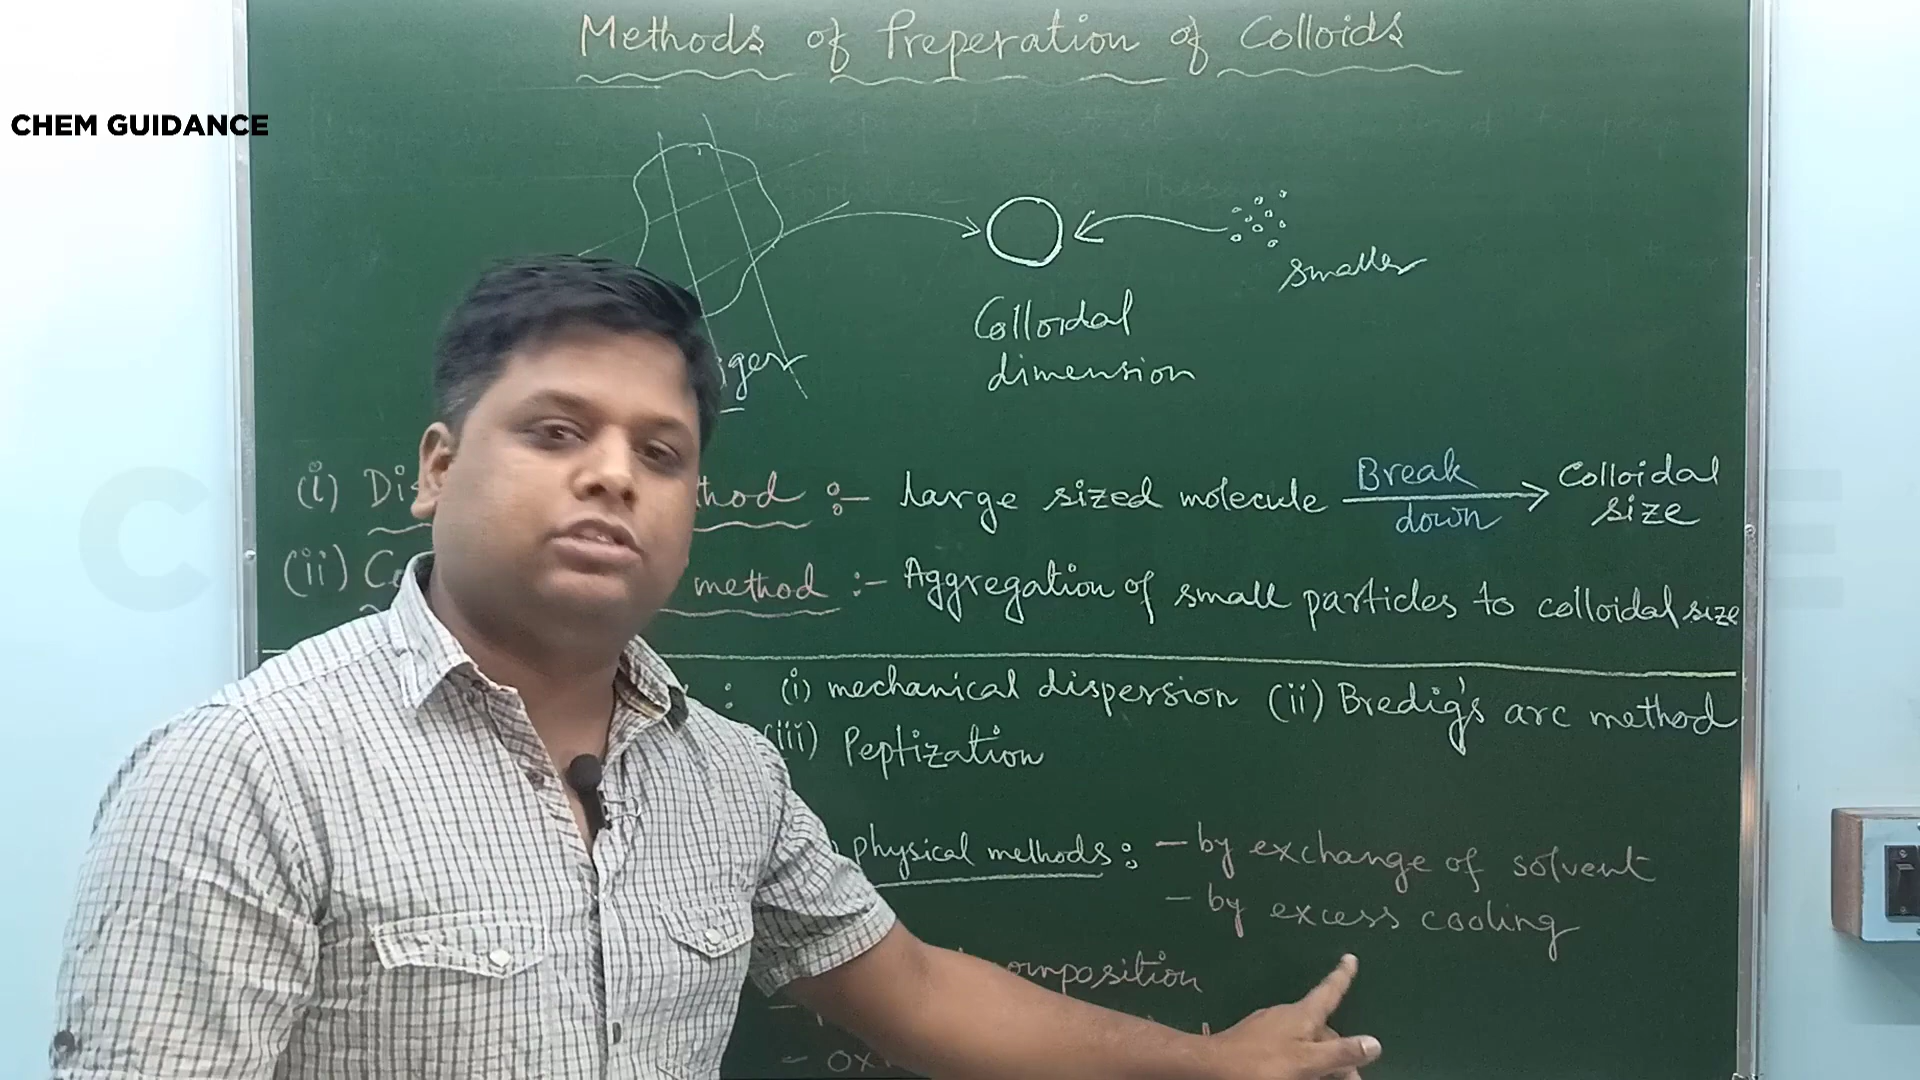 Methods of Preperation of Colloids
CHEM GUIDANCE
smaller
Colloidal
dimension
(i) :- large sized molecule Break down → Colloidal size
(ii) method :- Aggregation of small particles to colloidal size
: (i) mechanical dispersion (ii) Bredig's arc method
(iii) Peptization
physical methods : - by exchange of solvent
- by excess cooling